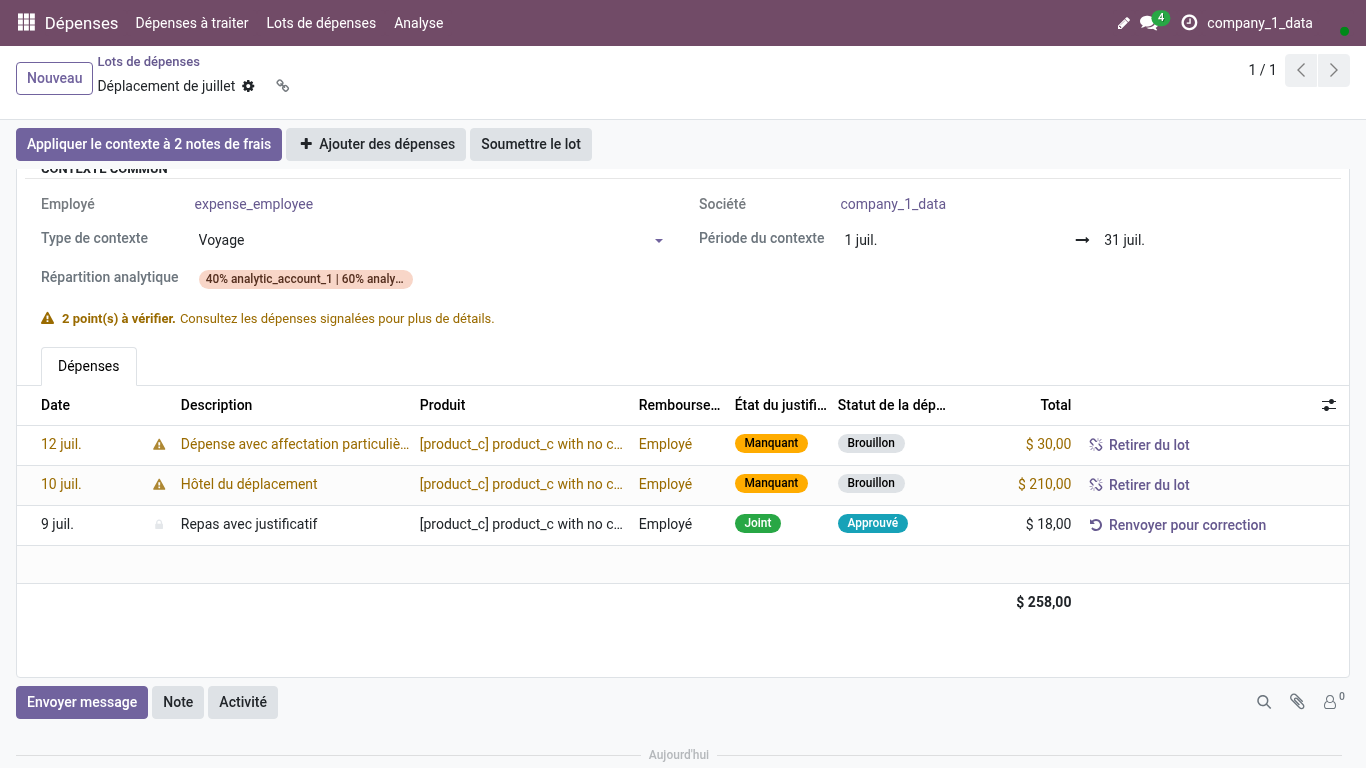 Dépenses Dépenses à traiter Lots de dépenses Analyse 4 company_1_data
Nouveau
Lots de dépenses
Déplacement de juillet
1 / 1
Appliquer le contexte à 2 notes de frais Ajouter des dépenses Soumettre le lot
CONTEXTE COMMUN
Employé expense_employee Société company_1_data
Type de contexte Voyage Période du contexte 1 juil. 31 juil.
Répartition analytique 40% analytic_account_1 | 60% analy…
2 point(s) à vérifier. Consultez les dépenses signalées pour plus de détails.
Dépenses
Date Description Produit Rembourse… État du justifi… Statut de la dép… Total
12 juil. Dépense avec affectation particuliè… [product_c] product_c with no c… Employé Manquant Brouillon $ 30,00 Retirer du lot
10 juil. Hôtel du déplacement [product_c] product_c with no c… Employé Manquant Brouillon $ 210,00 Retirer du lot
9 juil. Repas avec justificatif [product_c] product_c with no c… Employé Joint Approuvé $ 18,00 Renvoyer pour correction
$ 258,00
Envoyer message Note Activité 0
Aujourd'hui